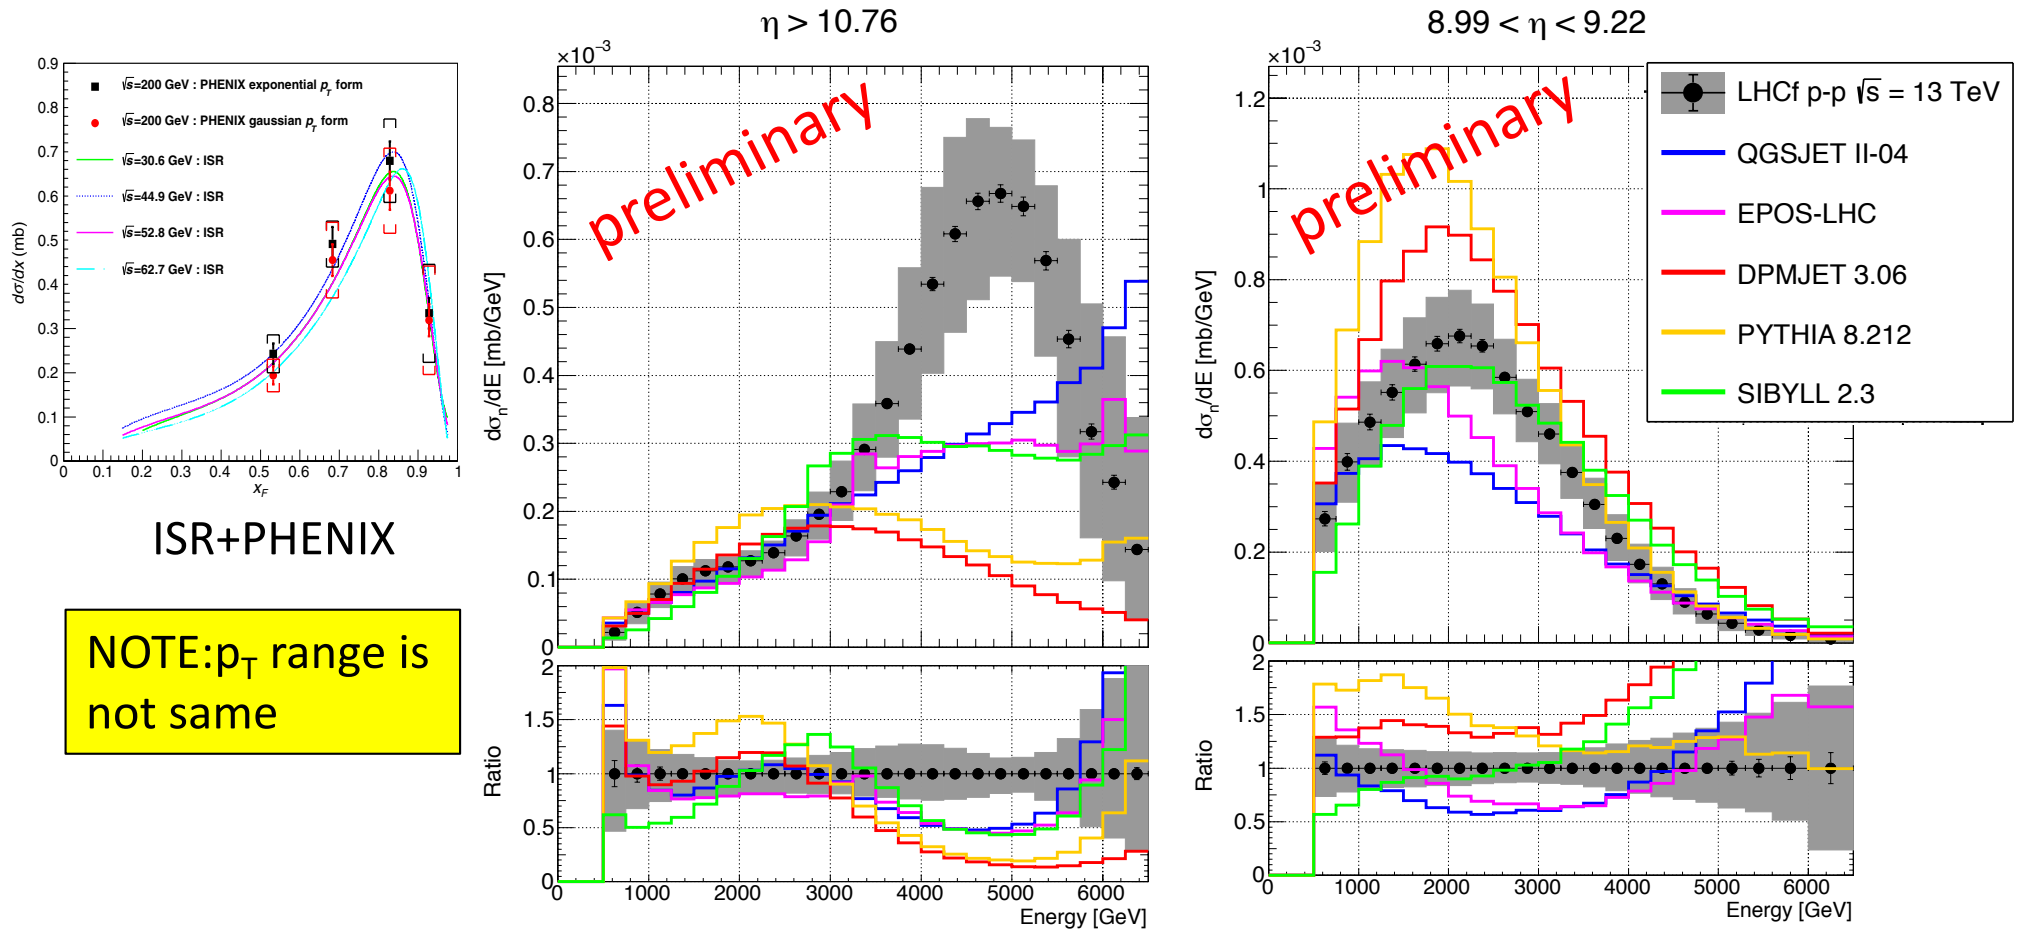 η > 10.76
8.99 < η < 9.22
0.9
0.8
0.7
0.6
0.5
0.4
0.3
0.2
0.1
0
dσ/dx (mb)
√s=200 GeV : PHENIX exponential p_T form
√s=200 GeV : PHENIX gaussian p_T form
√s=30.6 GeV : ISR
√s=44.9 GeV : ISR
√s=52.8 GeV : ISR
√s=62.7 GeV : ISR
0 0.1 0.2 0.3 0.4 0.5 0.6 0.7 0.8 0.9 1
x_F
ISR+PHENIX
NOTE:p_T range is
not same
×10⁻³
preliminary
0.8
0.7
0.6
0.5
0.4
0.3
0.2
0.1
0
dσ_n/dE [mb/GeV]
2
1.5
1
0.5
0
Ratio
0 1000 2000 3000 4000 5000 6000
Energy [GeV]
×10⁻³
preliminary
1.2
1
0.8
0.6
0.4
0.2
0
dσ_n/dE [mb/GeV]
LHCf p-p √s = 13 TeV
QGSJET II-04
EPOS-LHC
DPMJET 3.06
PYTHIA 8.212
SIBYLL 2.3
2
1.5
1
0.5
0
Ratio
0 1000 2000 3000 4000 5000 6000
Energy [GeV]